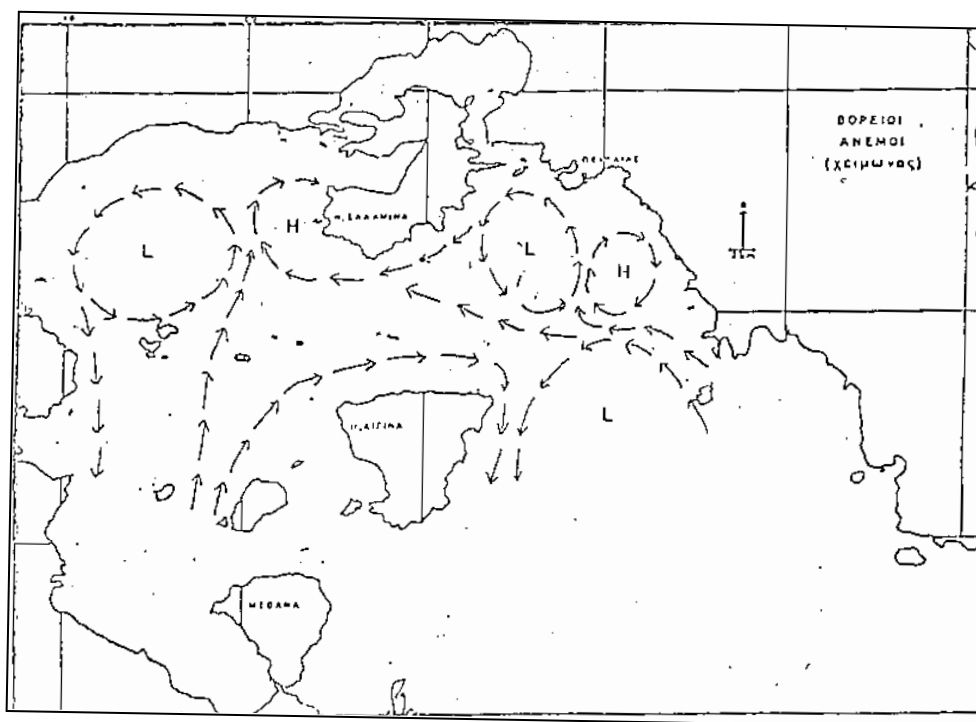 ΒΟΡΕΙΟΙ
ΑΝΕΜΟΙ
(χειμωνας)
ΠΕΙΡΑΙΑΣ
L
H
Ν. ΣΑΛΑΜΙΝΑ
L
H
L
Ν. ΑΙΓΙΝΑ
ΜΕΘΑΝΑ